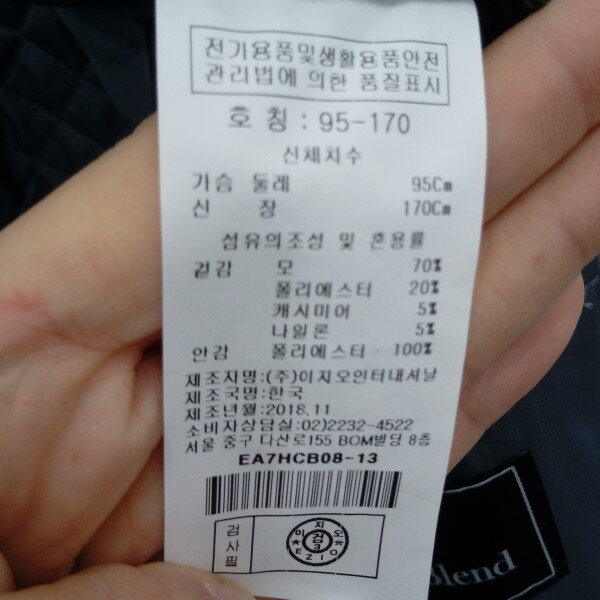 전기용품및생활용품안전
관리법에 의한 품질표시
호 칭 : 95-170
신체치수
가슴 둘레 95Cm
신 장 170Cm
섬유의조성 및 혼용률
겉감 모 70%
폴리에스터 20%
캐시미어 5%
나일론 5%
안감 폴리에스터 100%
제조자명:(주)이지오인터내셔날
제조국명:한국
제조년월:2018.11
소비자상담실:02)2232-4522
서울 중구 다산로155 BOM빌딩 8층
EA7HCB08-13
검사필
이지오
검
3
EZIO
Blend